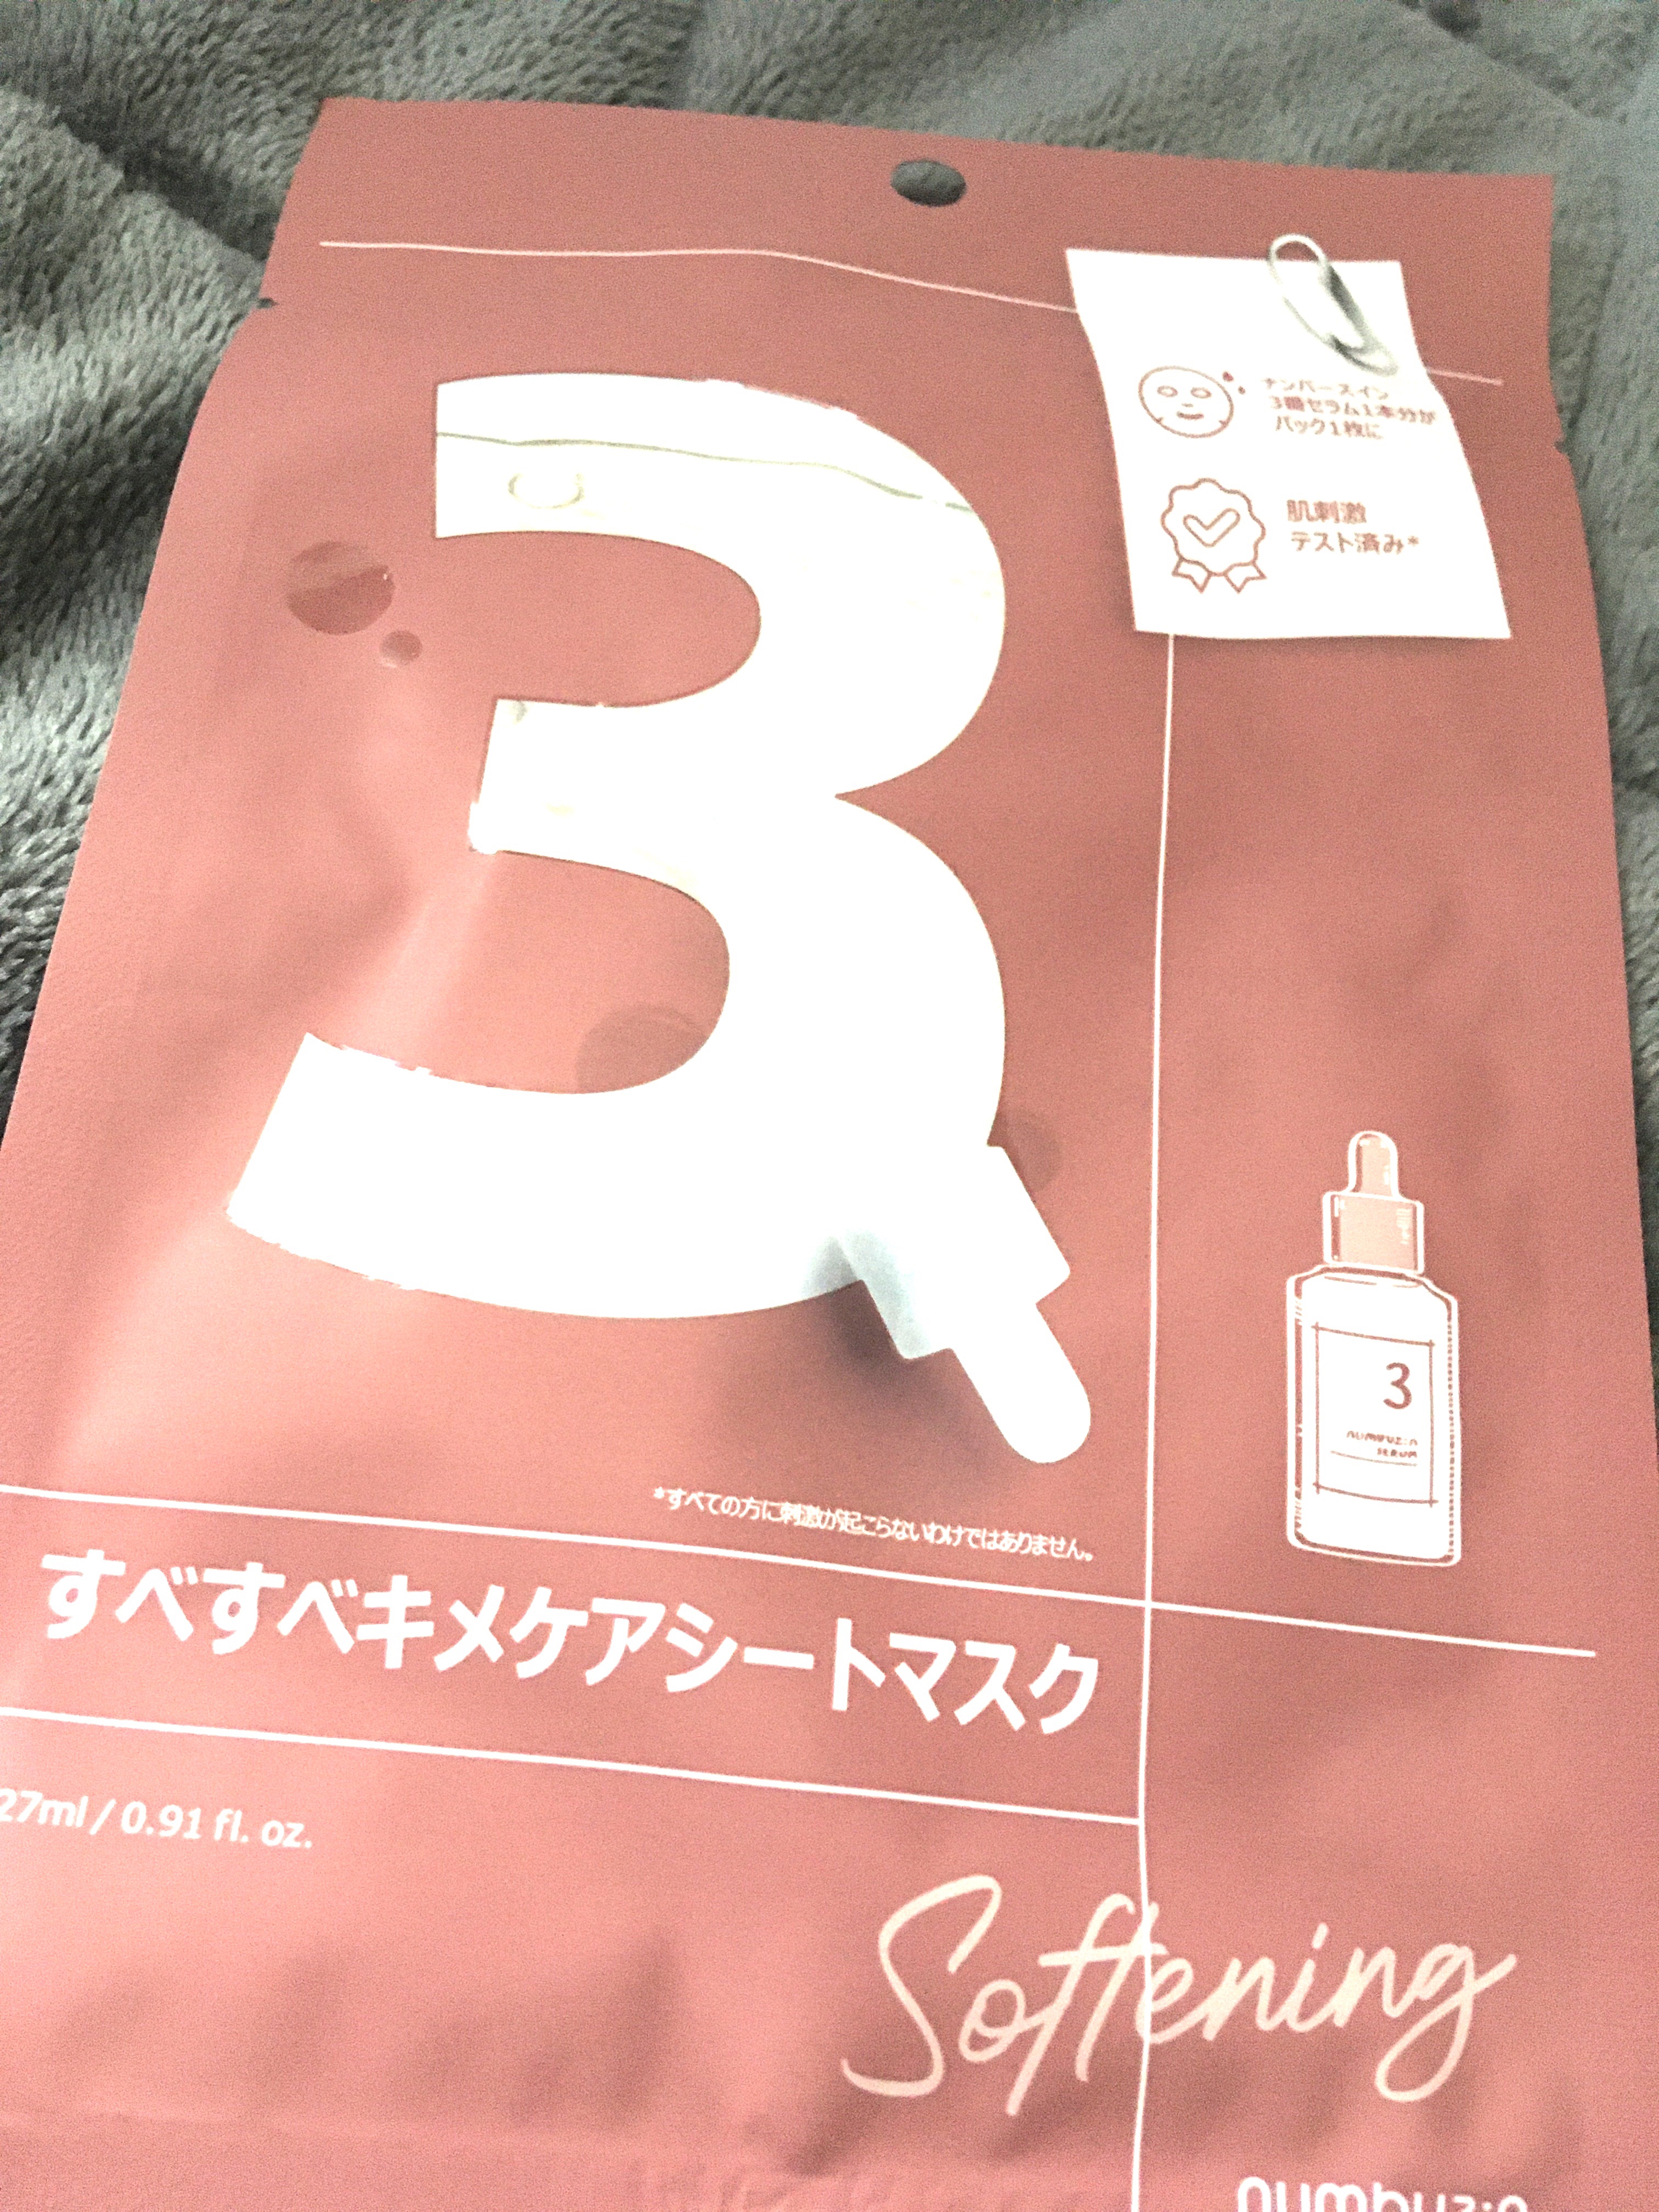 ナンバーズイン
3番セラム1本分が
パック1枚に
肌刺激
テスト済み*
3
3
numbuz:n
SERUM
*すべての方に刺激が起こらないわけではありません。
すべすべキメケアシートマスク
27ml / 0.91 fl. oz.
Softening
numbuz:n